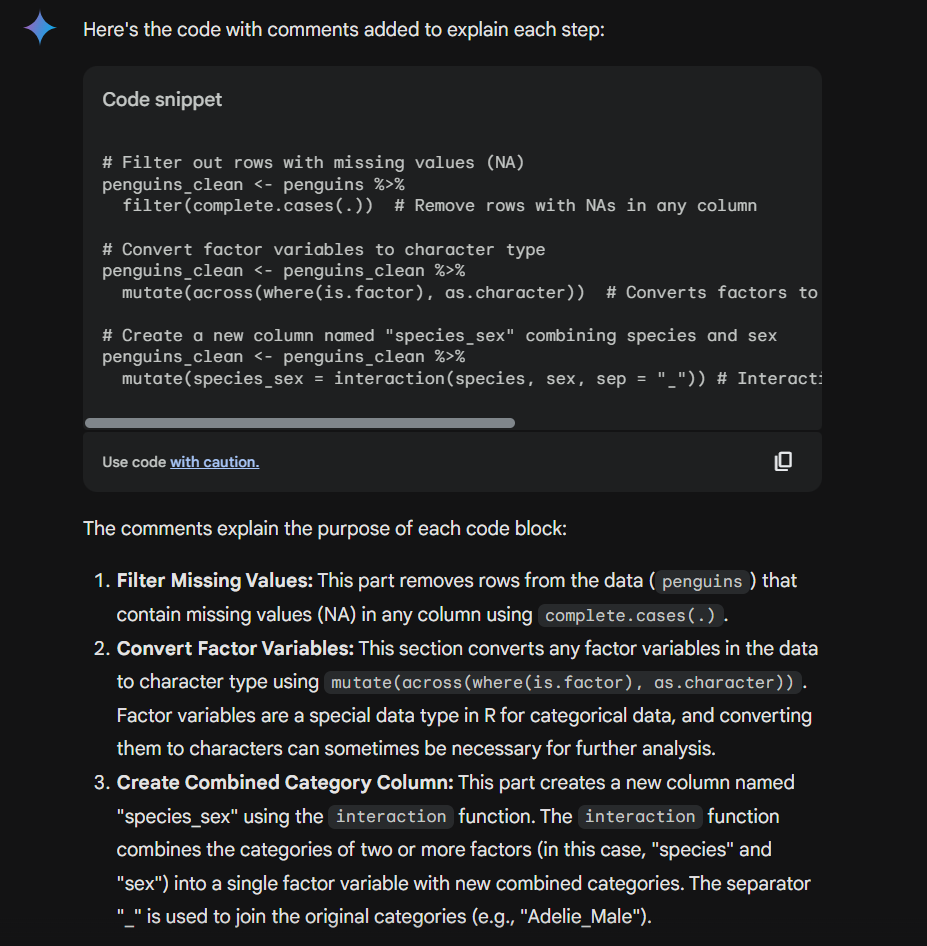 Here's the code with comments added to explain each step:
Code snippet
# Filter out rows with missing values (NA)
penguins_clean <- penguins %>%
  filter(complete.cases(.))  # Remove rows with NAs in any column
# Convert factor variables to character type
penguins_clean <- penguins_clean %>%
  mutate(across(where(is.factor), as.character))  # Converts factors to
# Create a new column named "species_sex" combining species and sex
penguins_clean <- penguins_clean %>%
  mutate(species_sex = interaction(species, sex, sep = "_")) # Interacti
Use code with caution.
The comments explain the purpose of each code block:
1. Filter Missing Values: This part removes rows from the data ( penguins ) that
contain missing values (NA) in any column using complete.cases(.) .
2. Convert Factor Variables: This section converts any factor variables in the data
to character type using mutate(across(where(is.factor), as.character)) .
Factor variables are a special data type in R for categorical data, and converting
them to characters can sometimes be necessary for further analysis.
3. Create Combined Category Column: This part creates a new column named
"species_sex" using the interaction function. The interaction function
combines the categories of two or more factors (in this case, "species" and
"sex") into a single factor variable with new combined categories. The separator
"_" is used to join the original categories (e.g., "Adelie_Male").